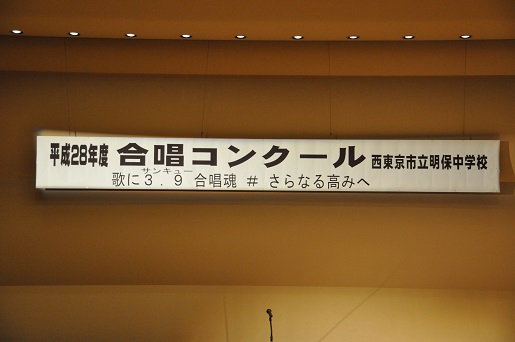 平成28年度 合唱コンクール 西東京市立明保中学校
サンキュー
歌に3.9 合唱魂 # さらなる高みへ